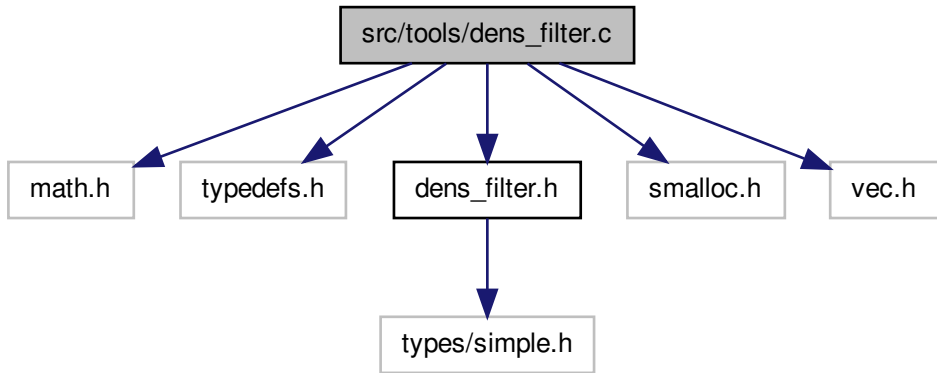 src/tools/dens_filter.c
math.h
typedefs.h
dens_filter.h
smalloc.h
vec.h
types/simple.h